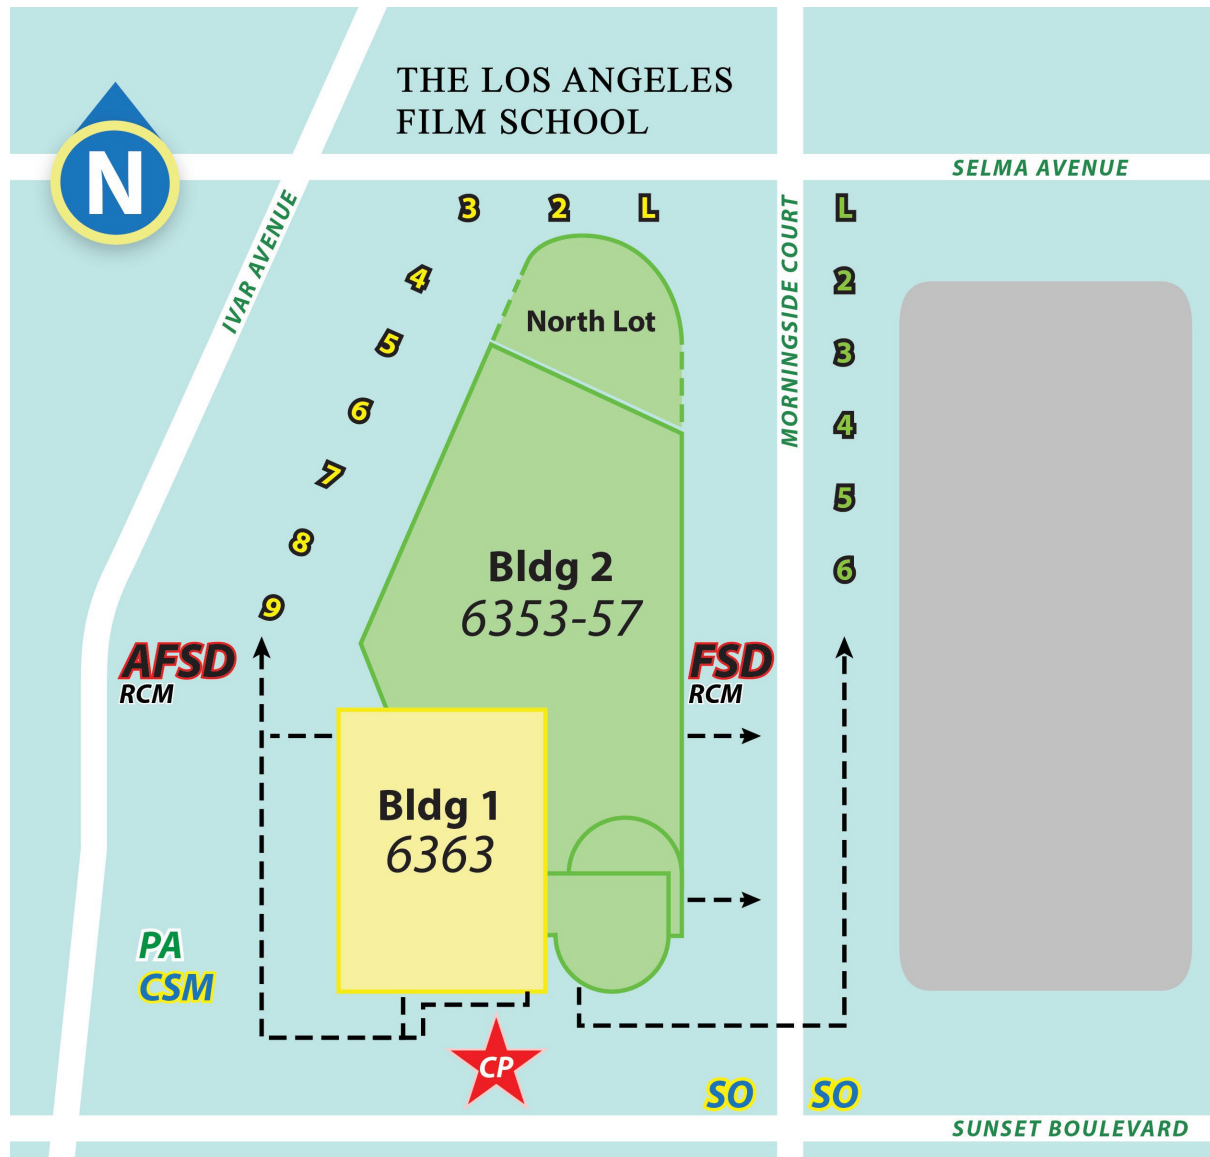 THE LOS ANGELES
FILM SCHOOL
N
SELMA AVENUE
IVAR AVENUE
MORNINGSIDE COURT
3 2 L
L
4
2
5
3
6
4
7
5
8
6
9
North Lot
Bldg 2
6353-57
AFSD
RCM
FSD
RCM
Bldg 1
6363
PA
CSM
CP
SO
SO
SUNSET BOULEVARD